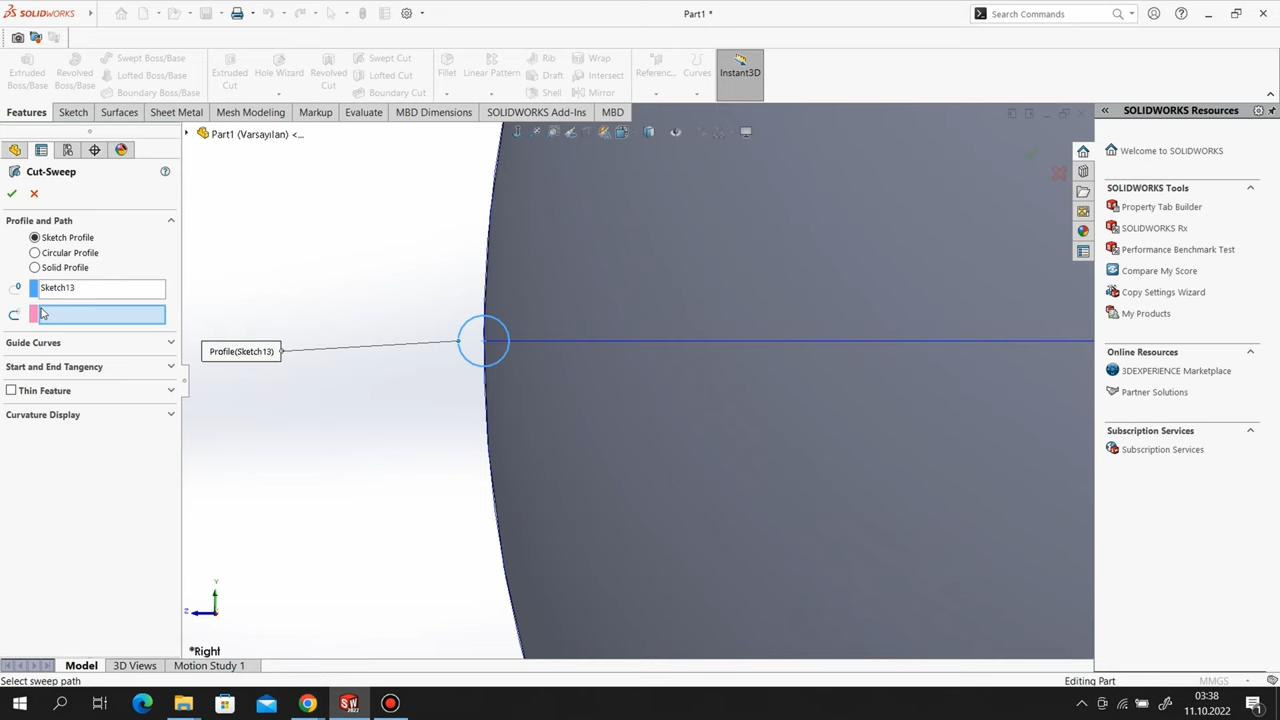 SOLIDWORKS
Part1 *
Search Commands
Extruded Boss/Base
Revolved Boss/Base
Swept Boss/Base
Lofted Boss/Base
Boundary Boss/Base
Extruded Cut
Hole Wizard
Revolved Cut
Swept Cut
Lofted Cut
Boundary Cut
Fillet
Linear Pattern
Rib
Draft
Shell
Wrap
Intersect
Mirror
Referenc...
Curves
Instant3D
Features
Sketch
Surfaces
Sheet Metal
Mesh Modeling
Markup
Evaluate
MBD Dimensions
SOLIDWORKS Add-Ins
MBD
SOLIDWORKS Resources
Part1 (Varsayılan) <...
Welcome to SOLIDWORKS
Cut-Sweep
SOLIDWORKS Tools
Property Tab Builder
Profile and Path
SOLIDWORKS Rx
Sketch Profile
Circular Profile
Performance Benchmark Test
Solid Profile
Compare My Score
Sketch13
Copy Settings Wizard
My Products
Guide Curves
Profile(Sketch13)
Online Resources
Start and End Tangency
3DEXPERIENCE Marketplace
Thin Feature
Partner Solutions
Curvature Display
Subscription Services
Subscription Services
Y
Z
*Right
Model
3D Views
Motion Study 1
Select sweep path
Editing Part
MMGS
SW
2022
03:38
11.10.2022